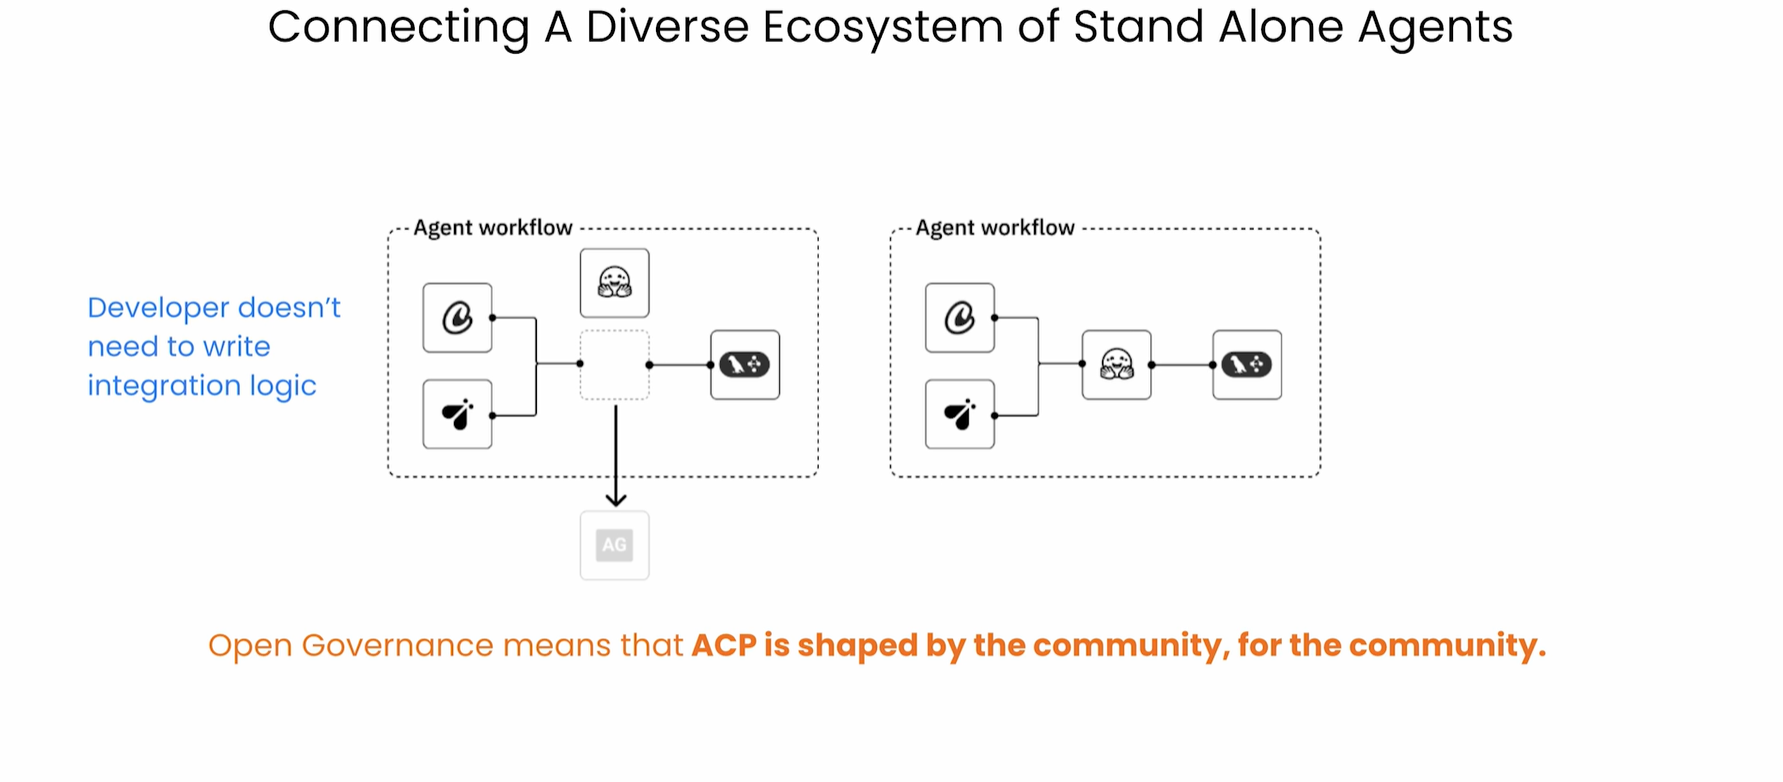 Connecting A Diverse Ecosystem of Stand Alone Agents
Agent workflow
Agent workflow
Developer doesn’t
need to write
integration logic
AG
Open Governance means that ACP is shaped by the community, for the community.